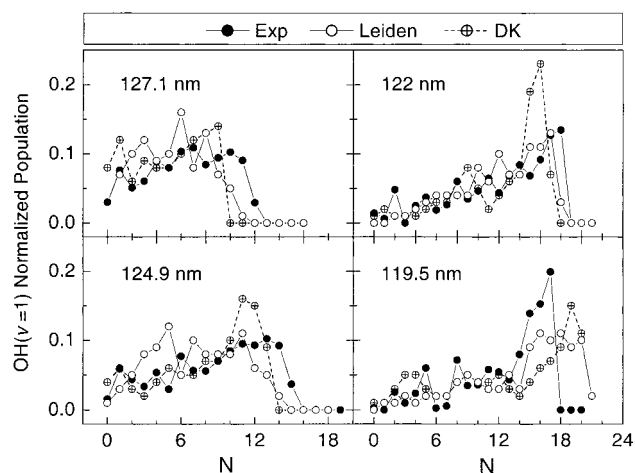 Exp Leiden DK
127.1 nm
122 nm
0.2
0.1
0.0
124.9 nm
119.5 nm
0.2
0.1
0.0
OH(v=1) Normalized Population
0 6 12 18
0 6 12 18 24
N N